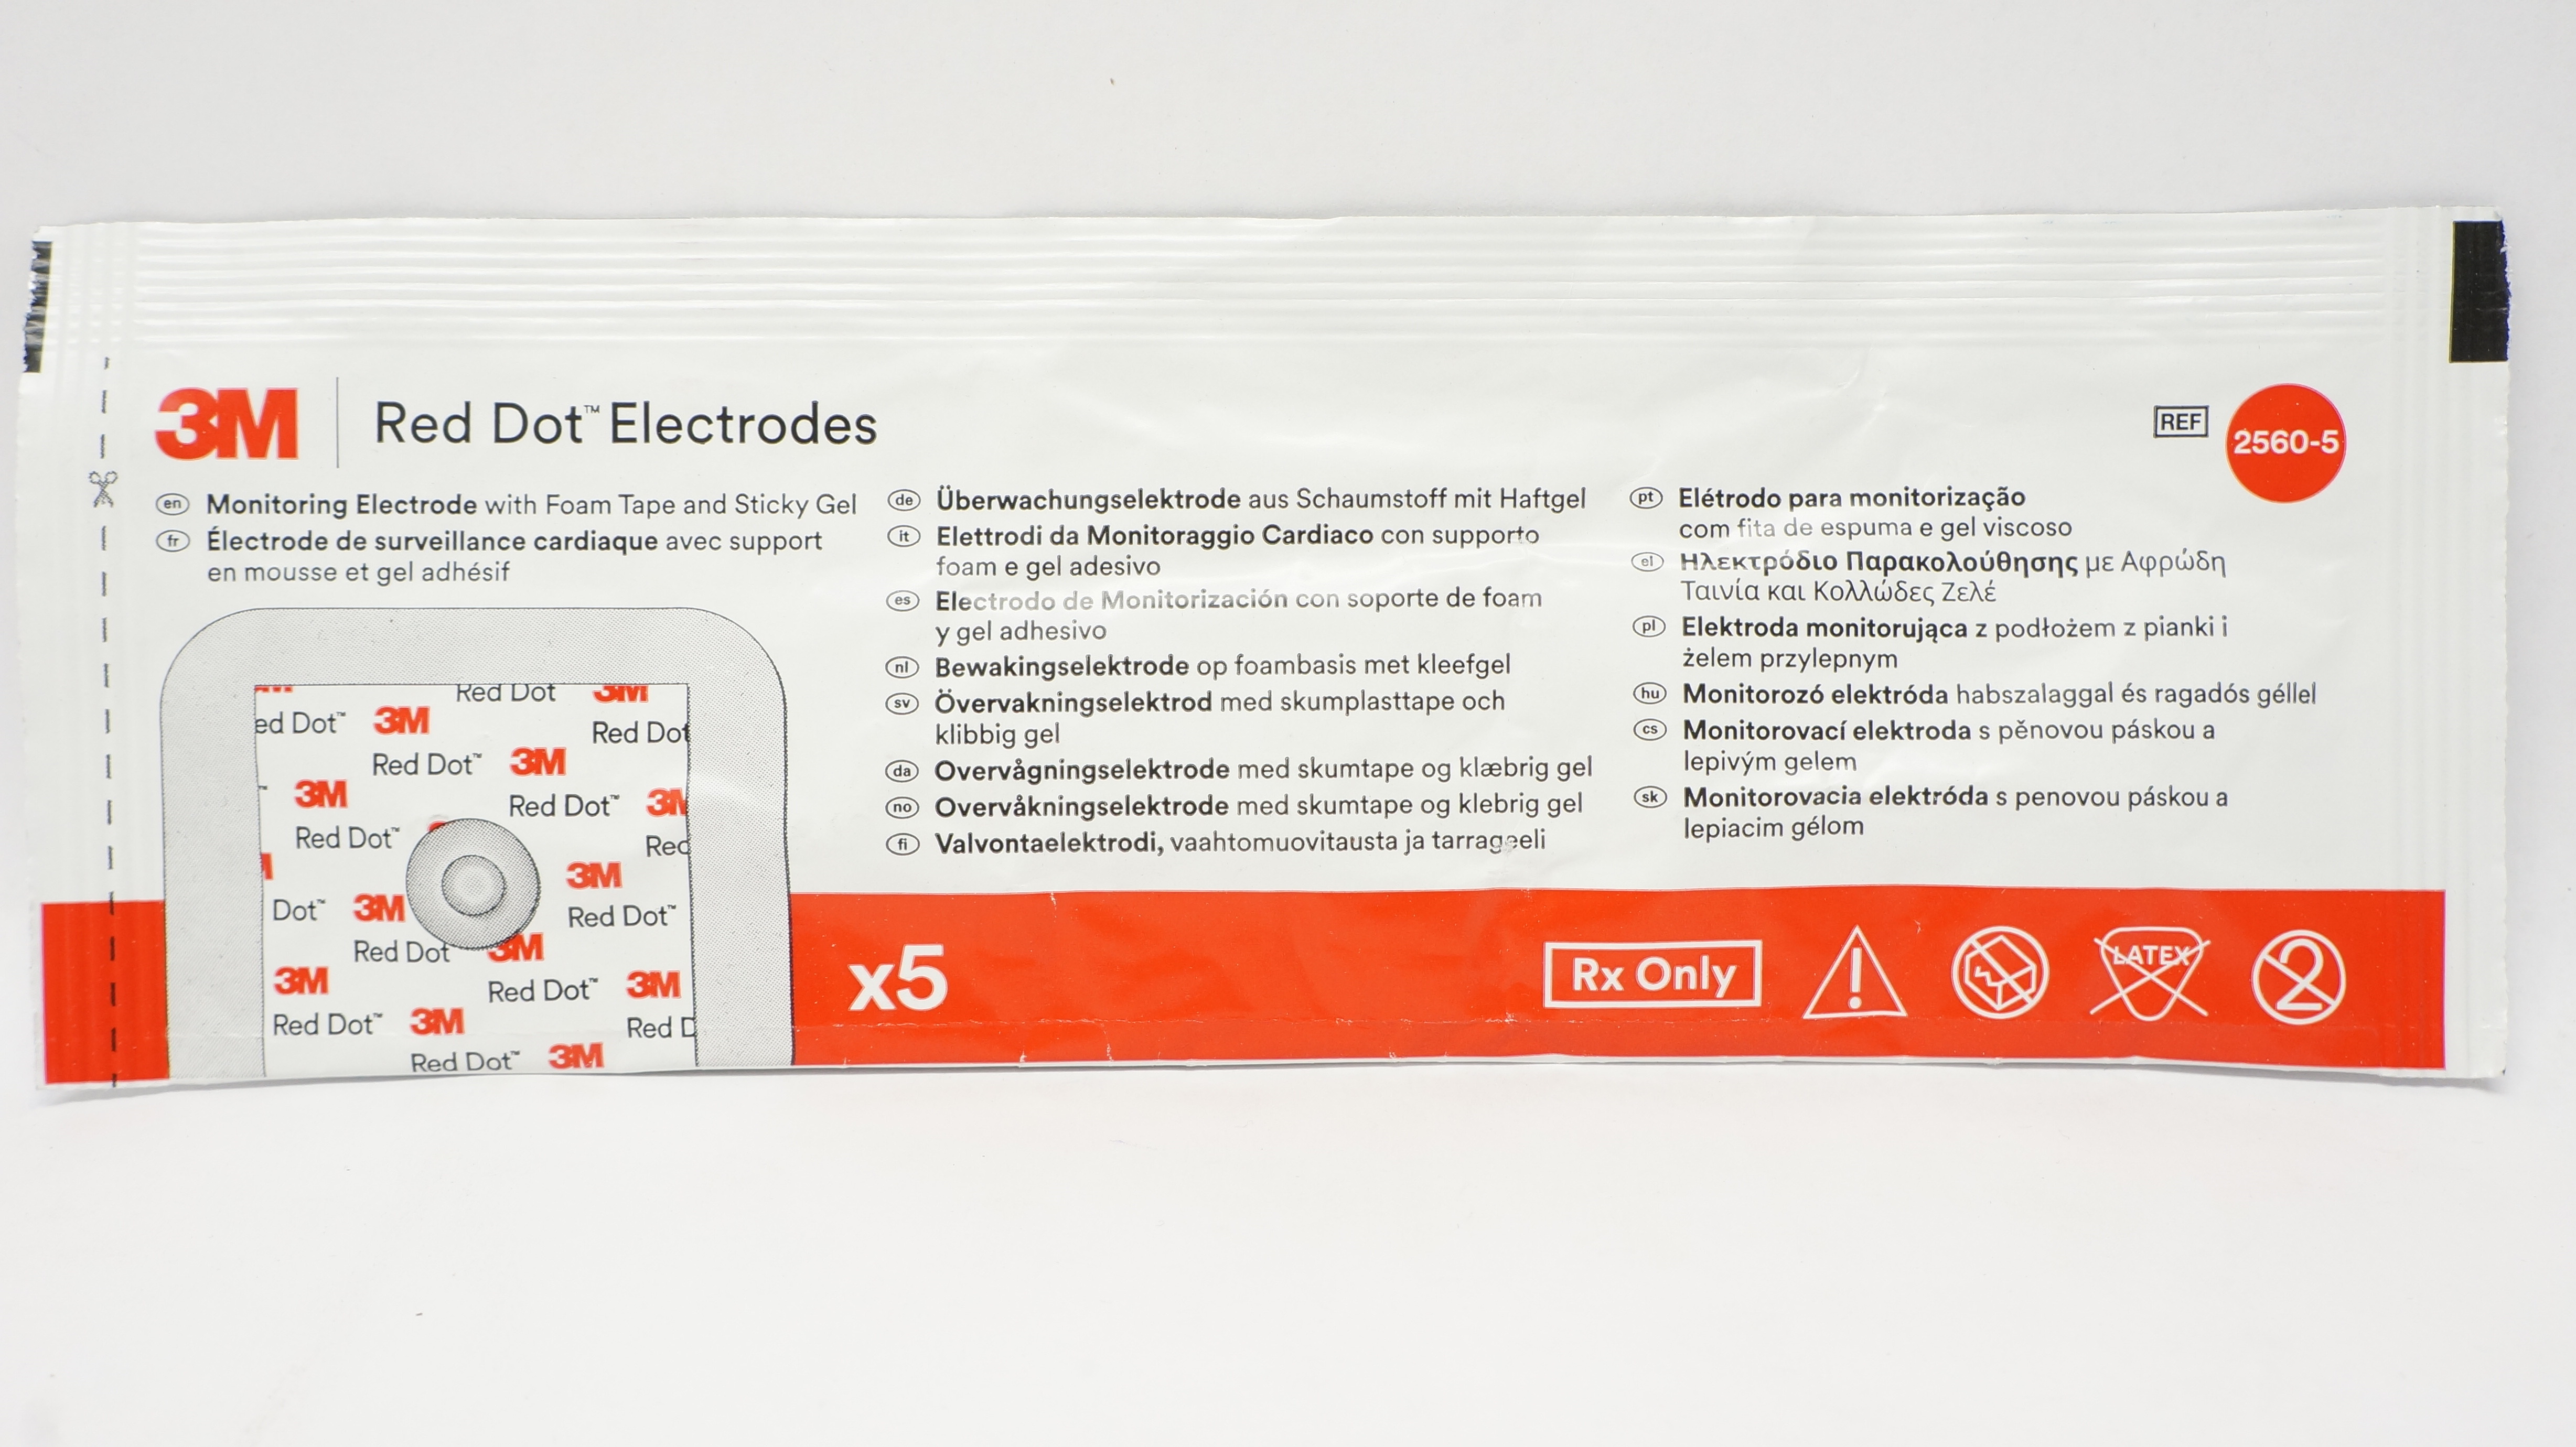 3M Red Dot™ Electrodes
REF 2560-5
en Monitoring Electrode with Foam Tape and Sticky Gel
fr Électrode de surveillance cardiaque avec support
en mousse et gel adhésif
de Überwachungselektrode aus Schaumstoff mit Haftgel
it Elettrodi da Monitoraggio Cardiaco con supporto
foam e gel adesivo
es Electrodo de Monitorización con soporte de foam
y gel adhesivo
nl Bewakingselektrode op foambasis met kleefgel
sv Övervakningselektrod med skumplasttape och
klibbig gel
da Overvågningselektrode med skumtape og klæbrig gel
no Overvåkningselektrode med skumtape og klebrig gel
fi Valvontaelektrodi, vaahtomuovitausta ja tarrageeli
pt Elétrodo para monitorização
com fita de espuma e gel viscoso
el Ηλεκτρόδιο Παρακολούθησης με Αφρώδη
Ταινία και Κολλώδες Ζελέ
pl Elektroda monitorująca z podłożem z pianki i
żelem przylepnym
hu Monitorozó elektróda habszalaggal és ragadós géllel
cs Monitorovací elektroda s pěnovou páskou a
lepivým gelem
sk Monitorovacia elektróda s penovou páskou a
lepiacim gélom
Red Dot 3M
ed Dot™ 3M Red Dot
Red Dot™ 3M
3M Red Dot™ 3M
Red Dot™ Red
3M
Dot™ 3M Red Dot™
Red Dot 3M
3M Red Dot™ 3M
Red Dot™ 3M Red D
Red Dot™ 3M
x5
Rx Only
LATEX
2